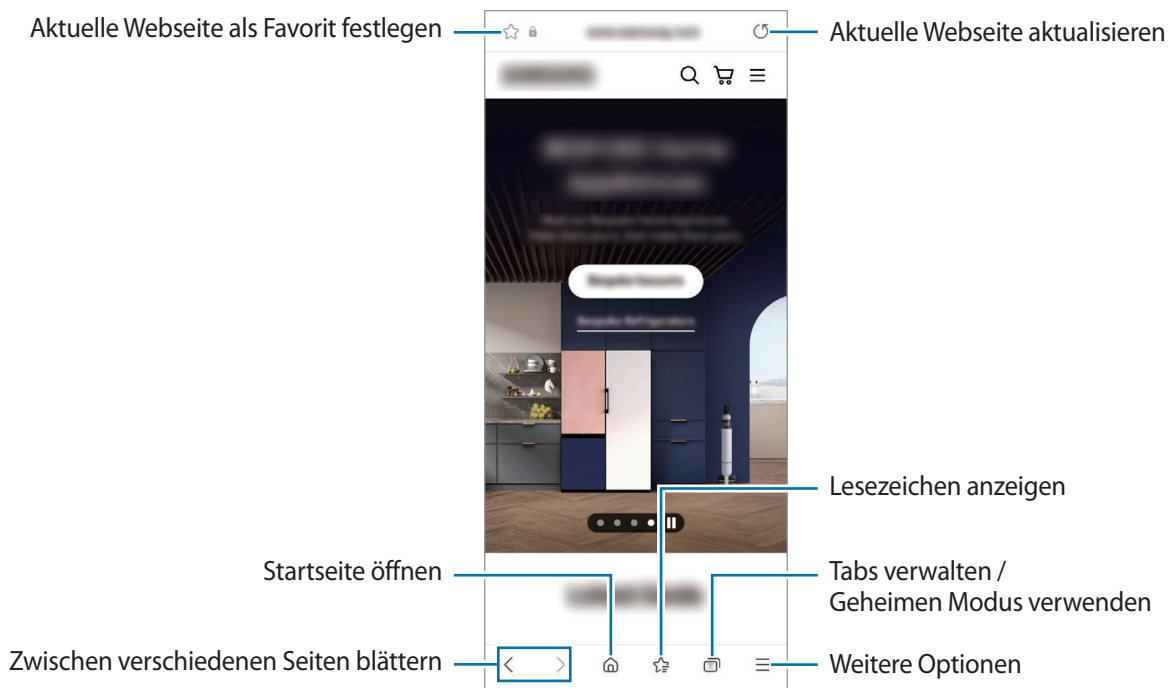 Aktuelle Webseite als Favorit festlegen
Aktuelle Webseite aktualisieren
Lesezeichen anzeigen
Startseite öffnen
Tabs verwalten /
Geheimen Modus verwenden
Zwischen verschiedenen Seiten blättern
Weitere Optionen